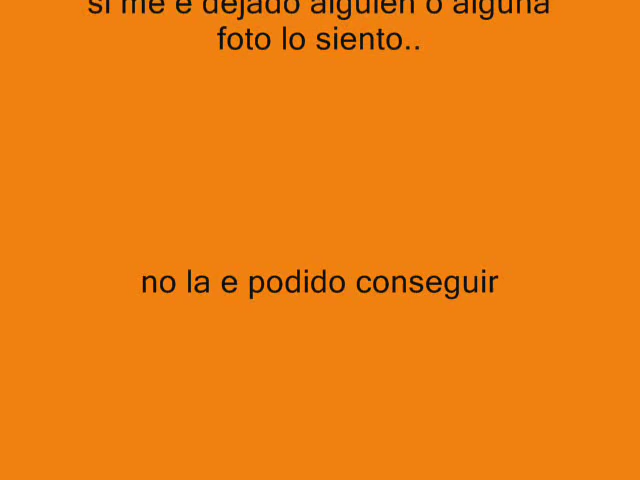 si me e dejado alguien o alguna
foto lo siento..
no la e podido conseguir